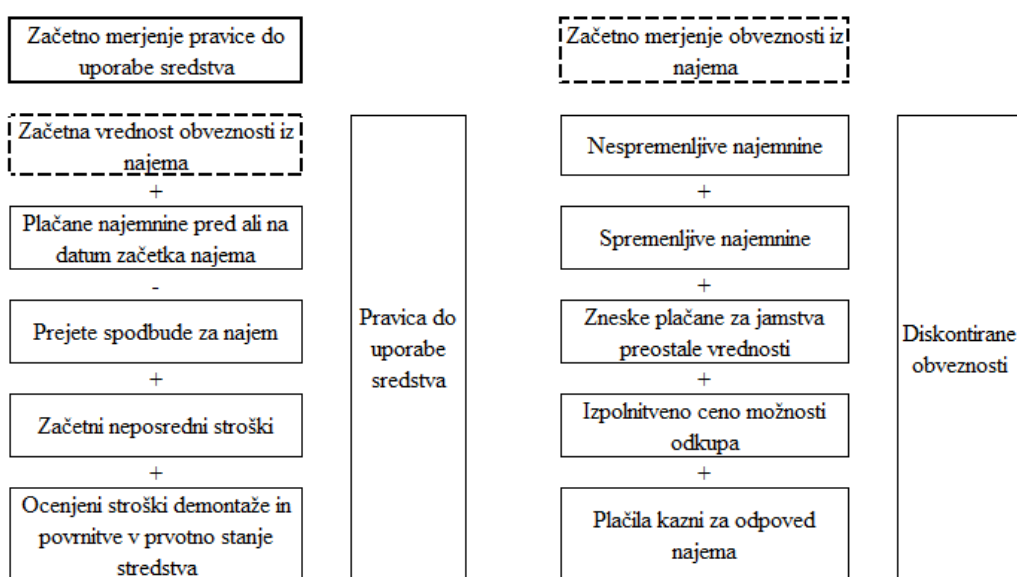 Začetno merjenje pravice do
uporabe sredstva
Začetna vrednost obveznosti iz
najema
+
Plačane najemnine pred ali na
datum začetka najema
-
Prejete spodbude za najem
+
Začetni neposredni stroški
+
Ocenjeni stroški demontaže in
povrnitve v prvotno stanje
stredstva
Pravica do
uporabe
sredstva
Začetno merjenje obveznosti iz
najema
Nespremenljive najemnine
+
Spremenljive najemnine
+
Zneske plačane za jamstva
preostale vrednosti
+
Izpolnitveno ceno možnosti
odkupa
+
Plačila kazni za odpoved
najema
Diskontirane
obveznosti